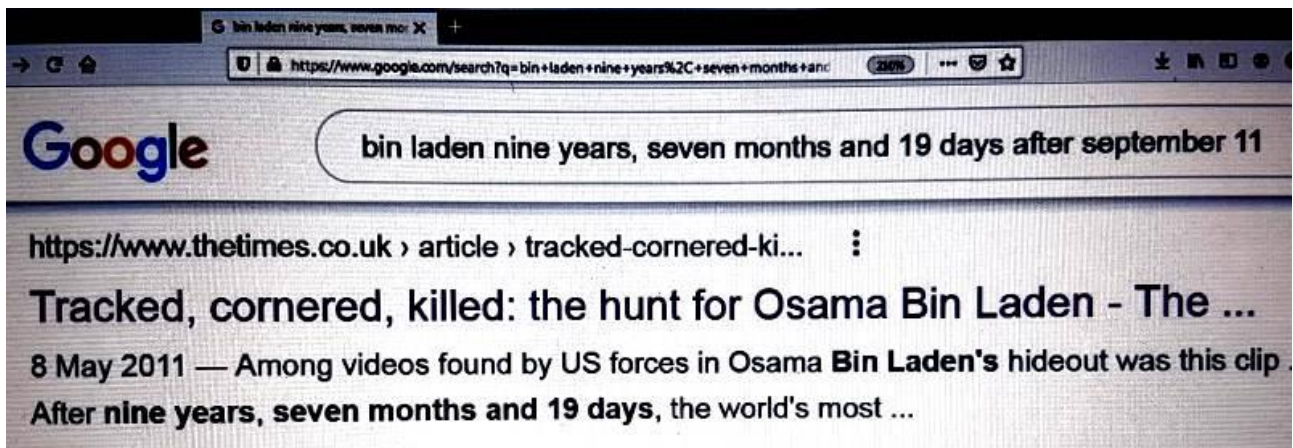 bin laden nine years, seven mor
https://www.google.com/search?q=bin+laden+nine+years%2C+seven+months+and
Google
bin laden nine years, seven months and 19 days after september 11
https://www.thetimes.co.uk › article › tracked-cornered-ki...
Tracked, cornered, killed: the hunt for Osama Bin Laden - The ...
8 May 2011 — Among videos found by US forces in Osama Bin Laden's hideout was this clip .
After nine years, seven months and 19 days, the world's most ...